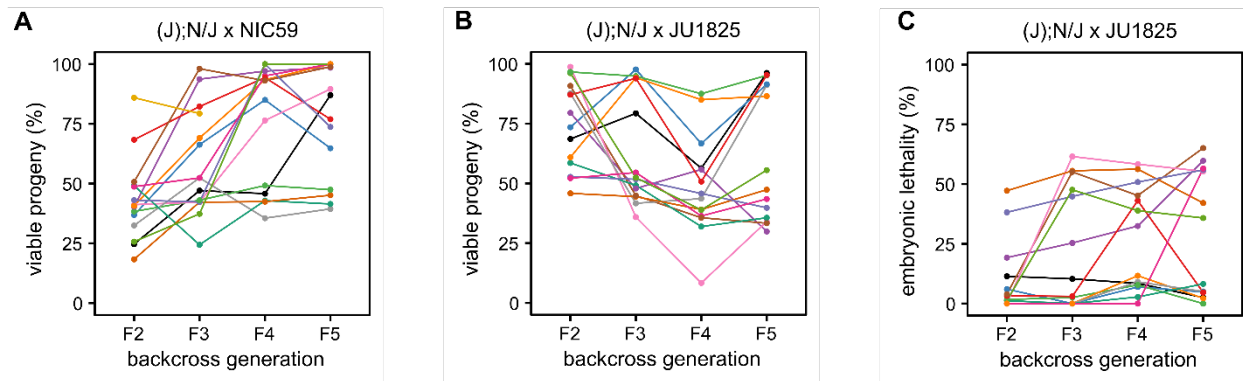 A
(J);N/J x NIC59
viable progeny (%)
100
75
50
25
0
F2 F3 F4 F5
backcross generation
B
(J);N/J x JU1825
viable progeny (%)
100
75
50
25
0
F2 F3 F4 F5
backcross generation
C
(J);N/J x JU1825
embryonic lethality (%)
100
75
50
25
0
F2 F3 F4 F5
backcross generation